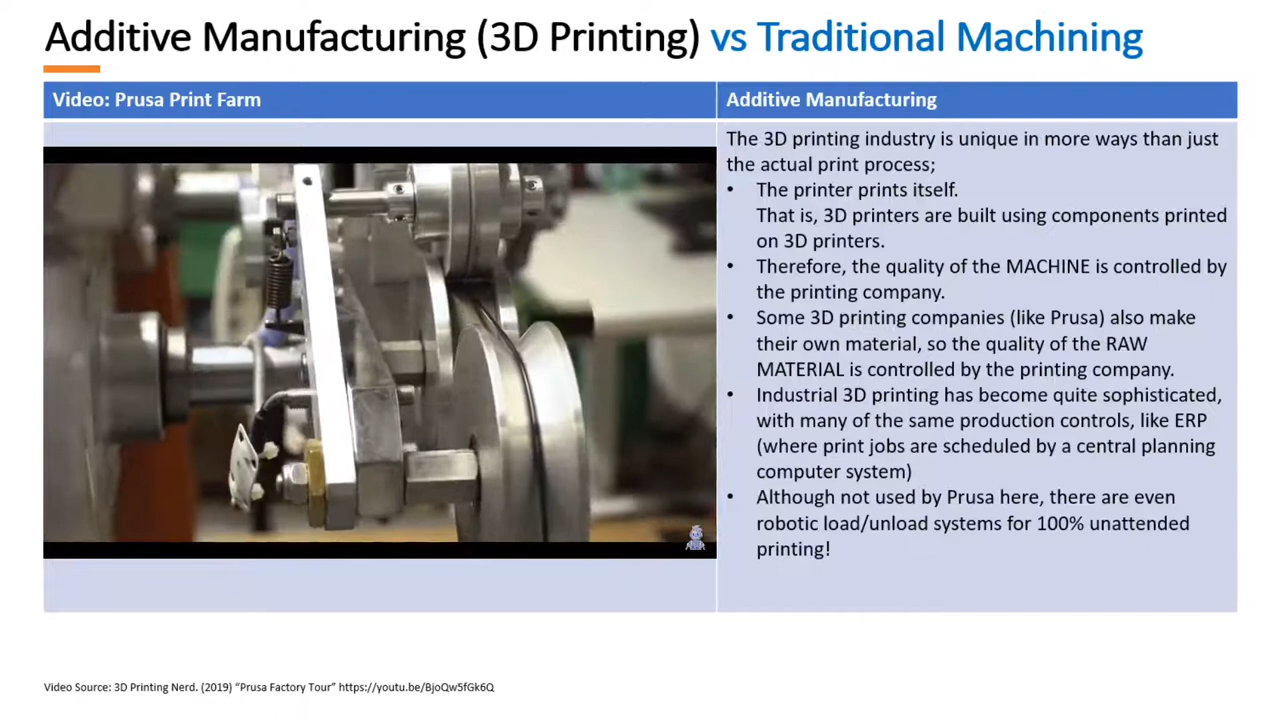 Additive Manufacturing (3D Printing) vs Traditional Machining
Video: Prusa Print Farm
Additive Manufacturing
The 3D printing industry is unique in more ways than just
the actual print process;
• The printer prints itself.
That is, 3D printers are built using components printed
on 3D printers.
• Therefore, the quality of the MACHINE is controlled by
the printing company.
• Some 3D printing companies (like Prusa) also make
their own material, so the quality of the RAW
MATERIAL is controlled by the printing company.
• Industrial 3D printing has become quite sophisticated,
with many of the same production controls, like ERP
(where print jobs are scheduled by a central planning
computer system)
• Although not used by Prusa here, there are even
robotic load/unload systems for 100% unattended
printing!
Video Source: 3D Printing Nerd. (2019) “Prusa Factory Tour” https://youtu.be/BjoQw5fGk6Q